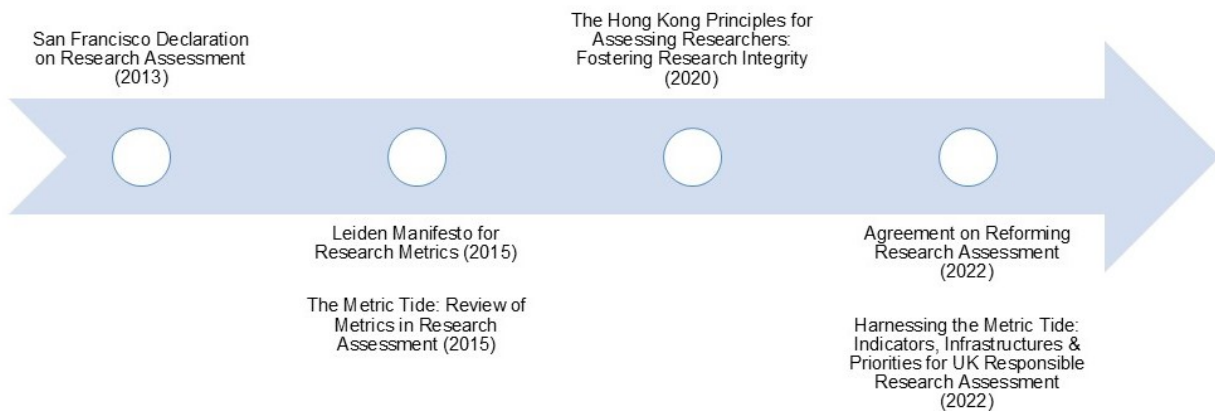 San Francisco Declaration
on Research Assessment
(2013)
Leiden Manifesto for
Research Metrics (2015)
The Metric Tide: Review of
Metrics in Research
Assessment (2015)
The Hong Kong Principles for
Assessing Researchers:
Fostering Research Integrity
(2020)
Agreement on Reforming
Research Assessment
(2022)
Harnessing the Metric Tide:
Indicators, Infrastructures &
Priorities for UK Responsible
Research Assessment
(2022)